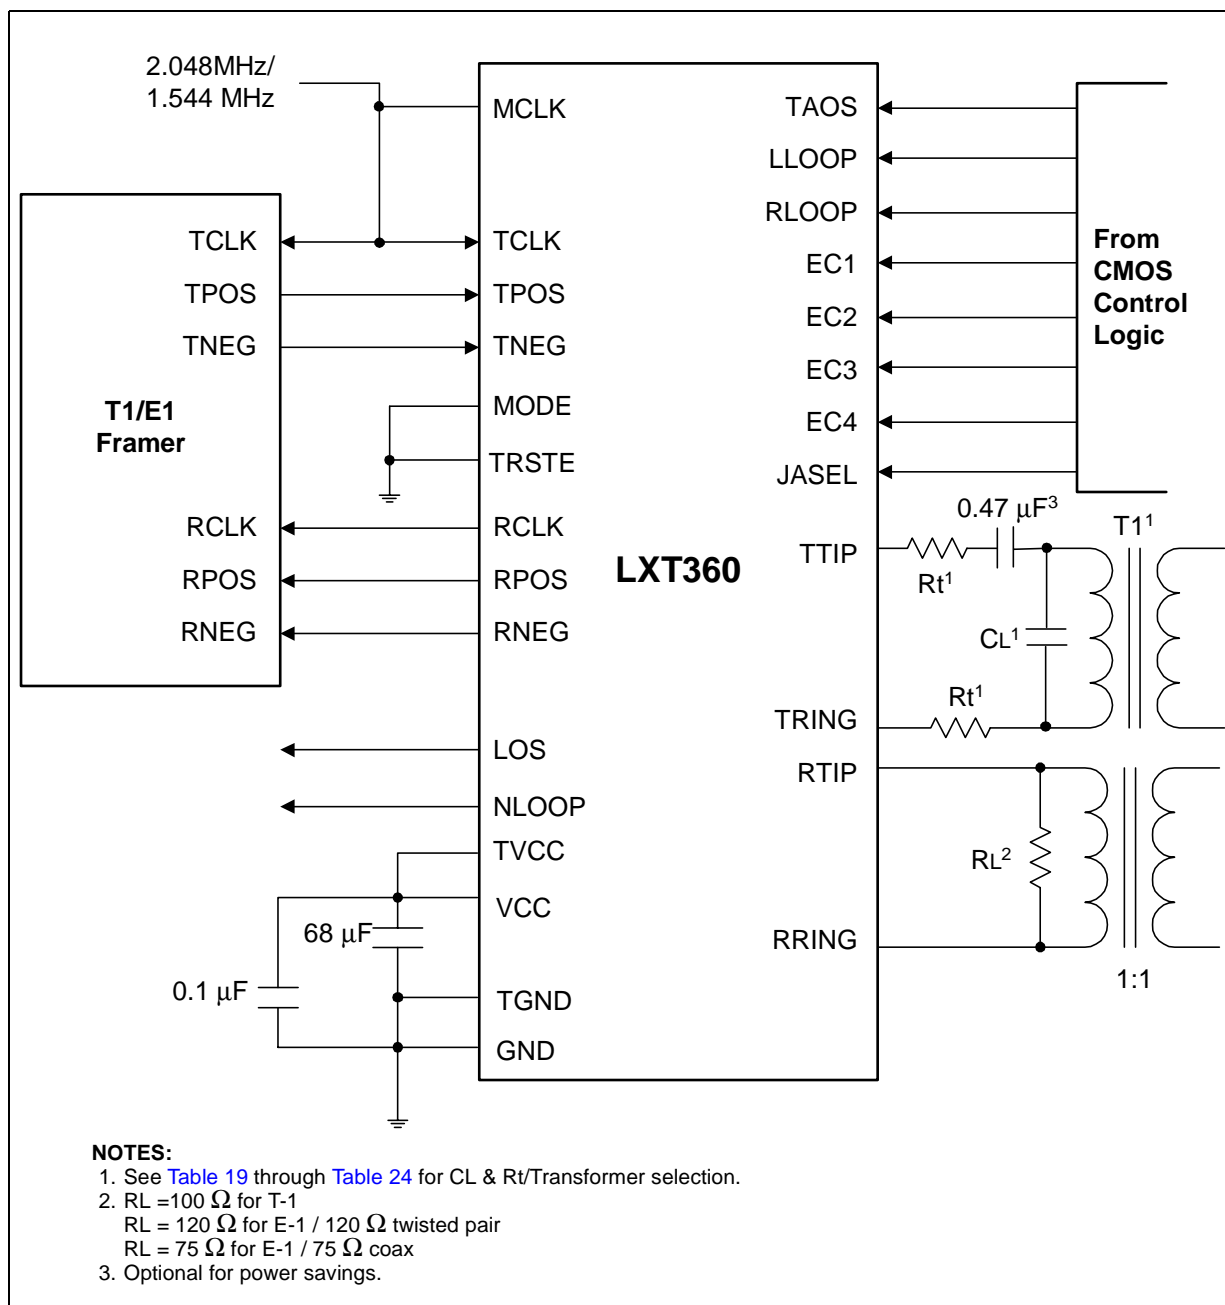 2.048MHz/
1.544 MHz
MCLK
TAOS
LLOOP
RLOOP
EC1
EC2
EC3
EC4
JASEL
From
CMOS
Control
Logic
TCLK
TPOS
TNEG
T1/E1
Framer
RCLK
RPOS
RNEG
TCLK
TPOS
TNEG
MODE
TRSTE
RCLK
RPOS
RNEG
LXT360
0.47 µF³
T1¹
TTIP
Rt¹
CL¹
Rt¹
TRING
RTIP
RL²
RRING
1:1
LOS
NLOOP
TVCC
VCC
68 µF
0.1 µF
TGND
GND
NOTES:
1. See Table 19 through Table 24 for CL & Rt/Transformer selection.
2. RL =100 Ω for T-1
RL = 120 Ω for E-1 / 120 Ω twisted pair
RL = 75 Ω for E-1 / 75 Ω coax
3. Optional for power savings.